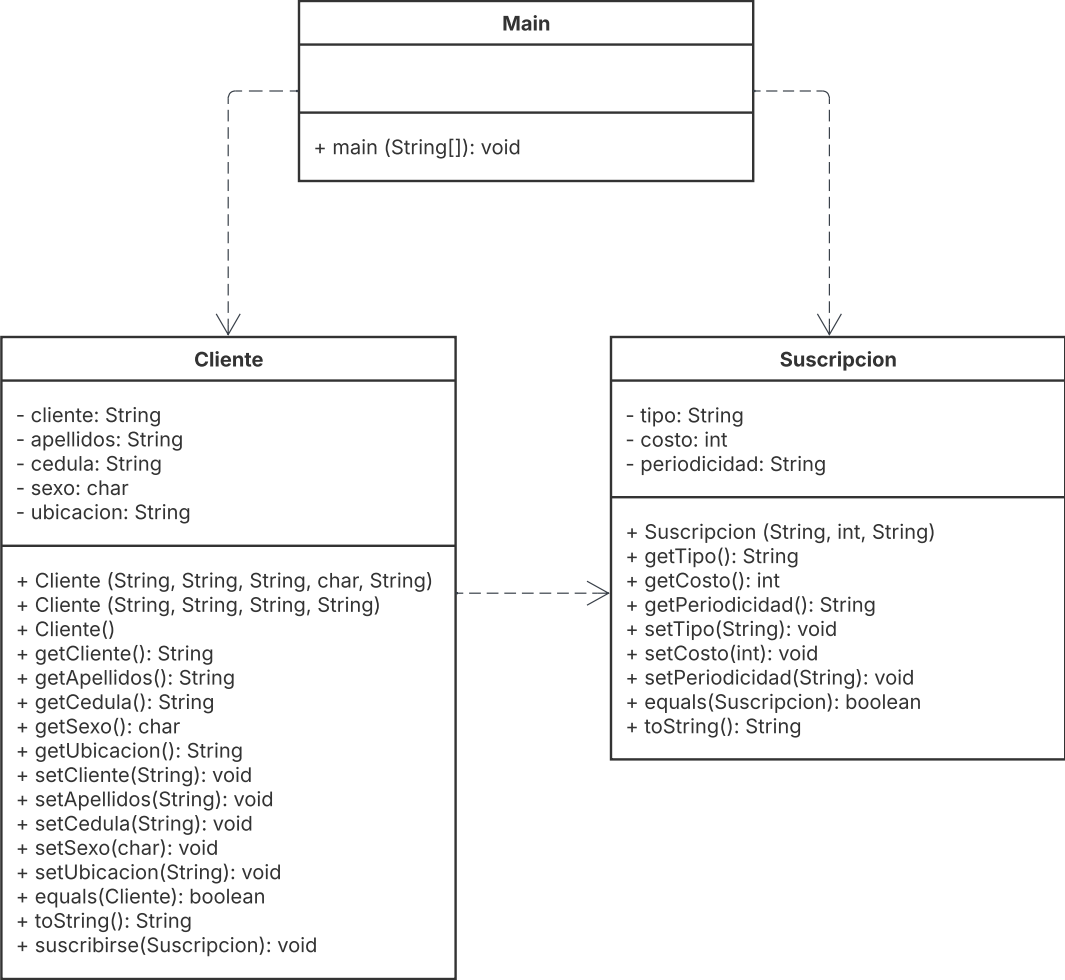 Main
+ main (String[]): void
Cliente
- cliente: String
- apellidos: String
- cedula: String
- sexo: char
- ubicacion: String
+ Cliente (String, String, String, char, String)
+ Cliente (String, String, String, String)
+ Cliente()
+ getCliente(): String
+ getApellidos(): String
+ getCedula(): String
+ getSexo(): char
+ getUbicacion(): String
+ setCliente(String): void
+ setApellidos(String): void
+ setCedula(String): void
+ setSexo(char): void
+ setUbicacion(String): void
+ equals(Cliente): boolean
+ toString(): String
+ suscribirse(Suscripcion): void
Suscripcion
- tipo: String
- costo: int
- periodicidad: String
+ Suscripcion (String, int, String)
+ getTipo(): String
+ getCosto(): int
+ getPeriodicidad(): String
+ setTipo(String): void
+ setCosto(int): void
+ setPeriodicidad(String): void
+ equals(Suscripcion): boolean
+ toString(): String